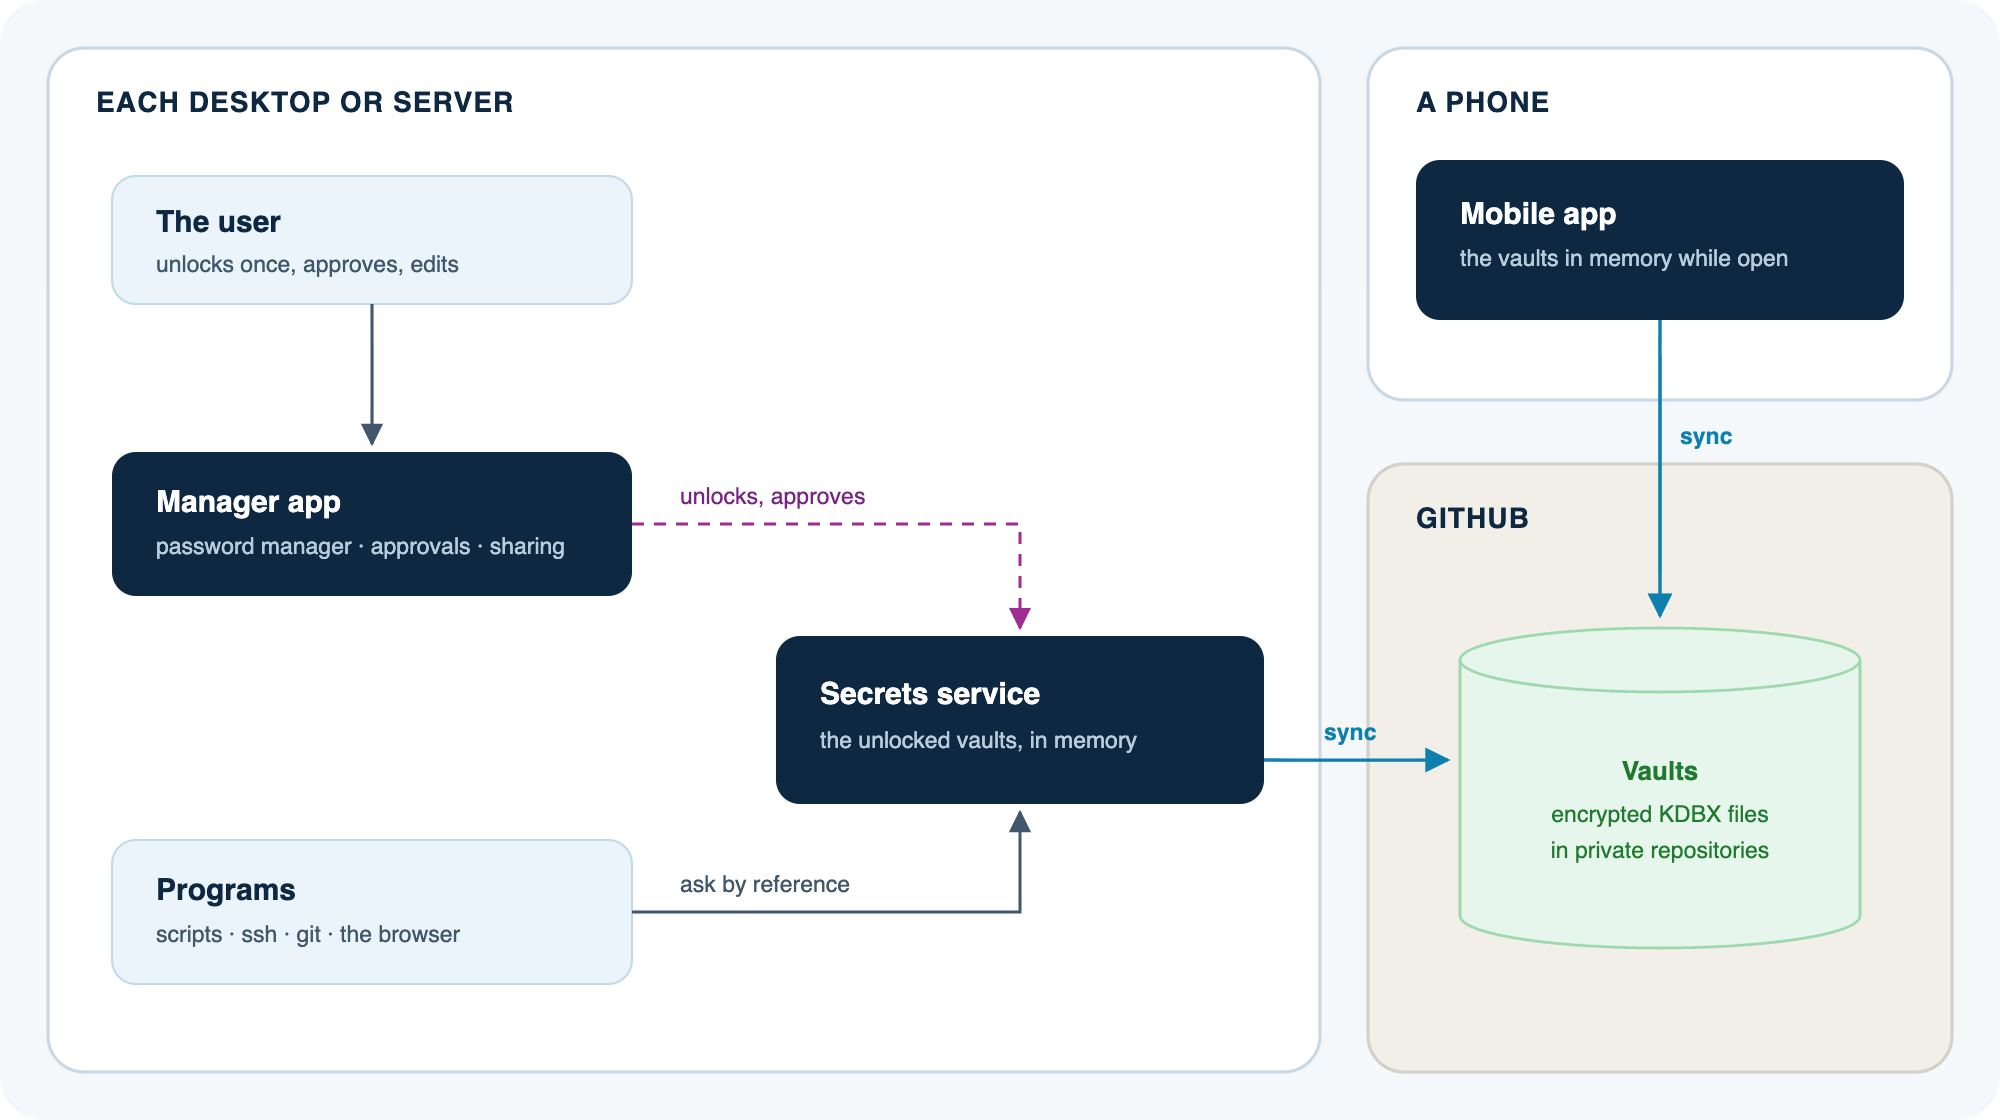 EACH DESKTOP OR SERVER
The user
unlocks once, approves, edits
Manager app
password manager · approvals · sharing
unlocks, approves
Secrets service
the unlocked vaults, in memory
Programs
scripts · ssh · git · the browser
ask by reference
sync
A PHONE
Mobile app
the vaults in memory while open
sync
GITHUB
Vaults
encrypted KDBX files
in private repositories